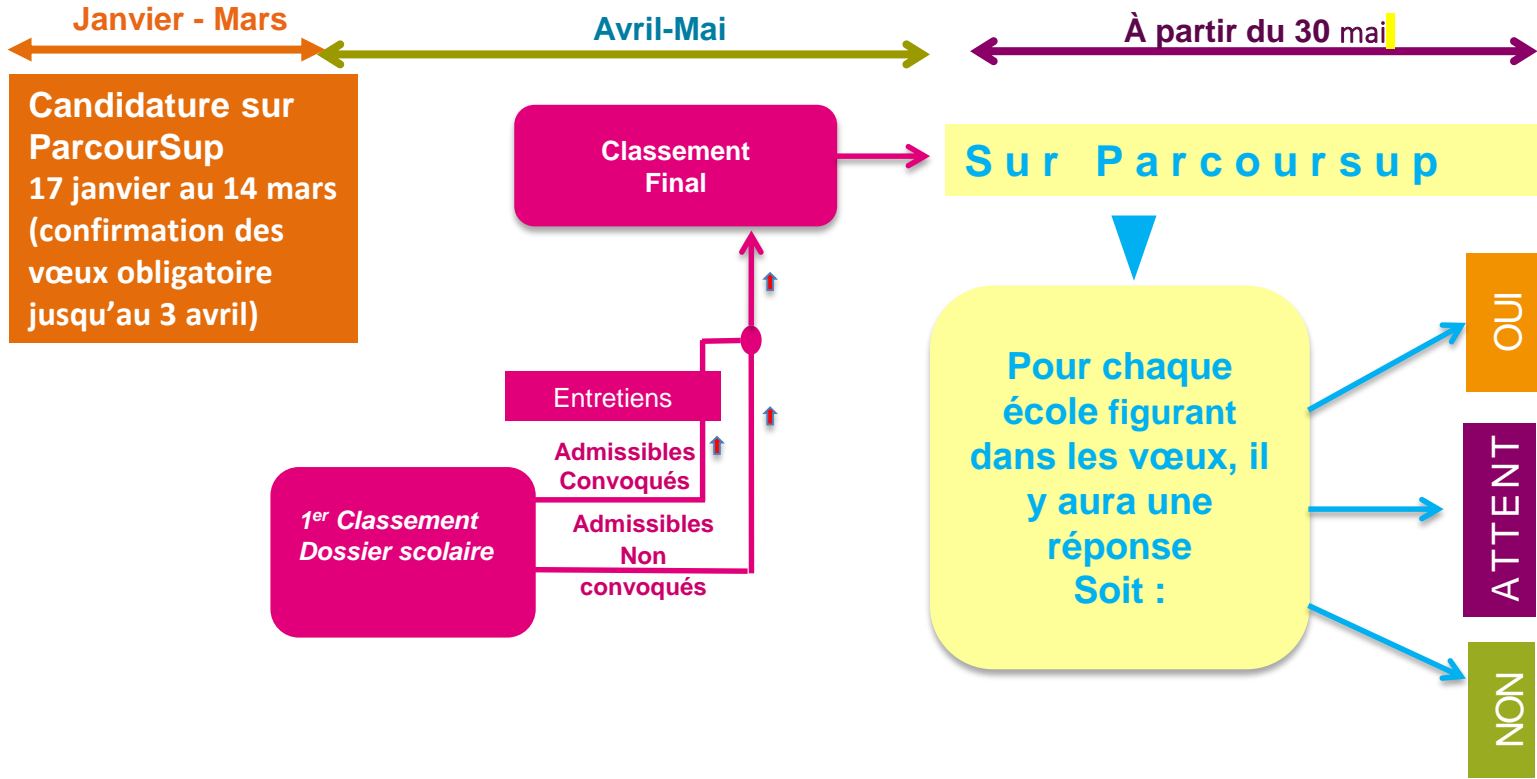 Janvier - Mars
Avril-Mai
À partir du 30 mai
Candidature sur
ParcourSup
17 janvier au 14 mars
(confirmation des
vœux obligatoire
jusqu'au 3 avril)
Classement
Final
Sur Parcoursup
Entretiens
Admissibles
Convoqués
1er Classement
Dossier scolaire
Admissibles
Non
convoqués
Pour chaque
école figurant
dans les vœux, il
y aura une
réponse
Soit :
OUI
ATTENT
NON